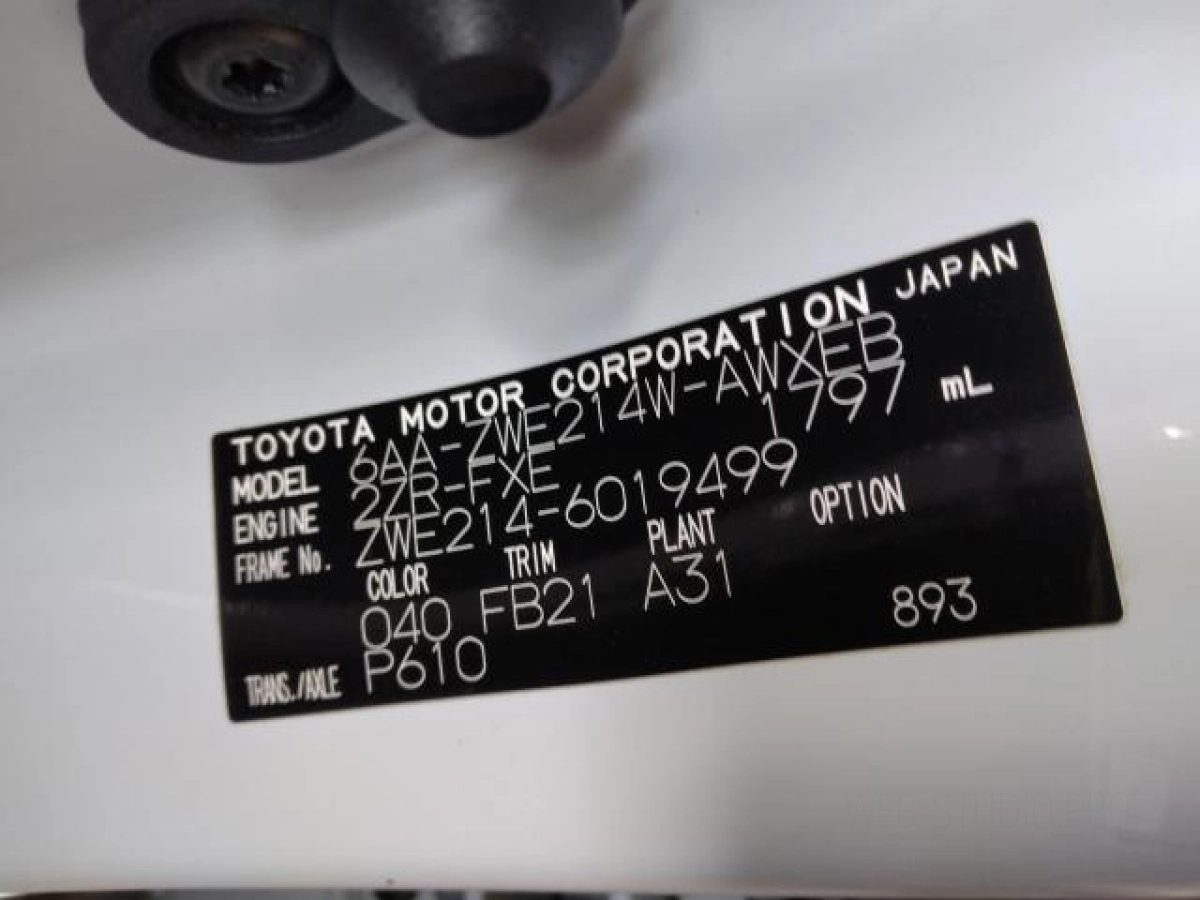 TOYOTA MOTOR CORPORATION JAPAN
MODEL 6AA-ZWE214W-AWXEB
ENGINE 2ZR-FXE 1797 mL
FRAME No. ZWE214-6019499
COLOR TRIM PLANT OPTION
040 FB21 A31
TRANS./AXLE P610 893